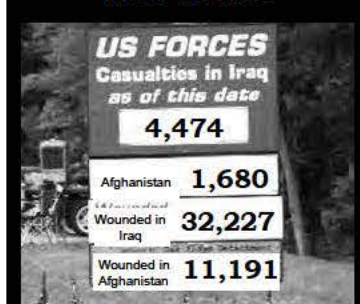 US FORCES
Casualties in Iraq
as of this date
4,474
Afghanistan 1,680
Wounded
Wounded in
Iraq 32,227
Wounded in
Afghanistan 11,191